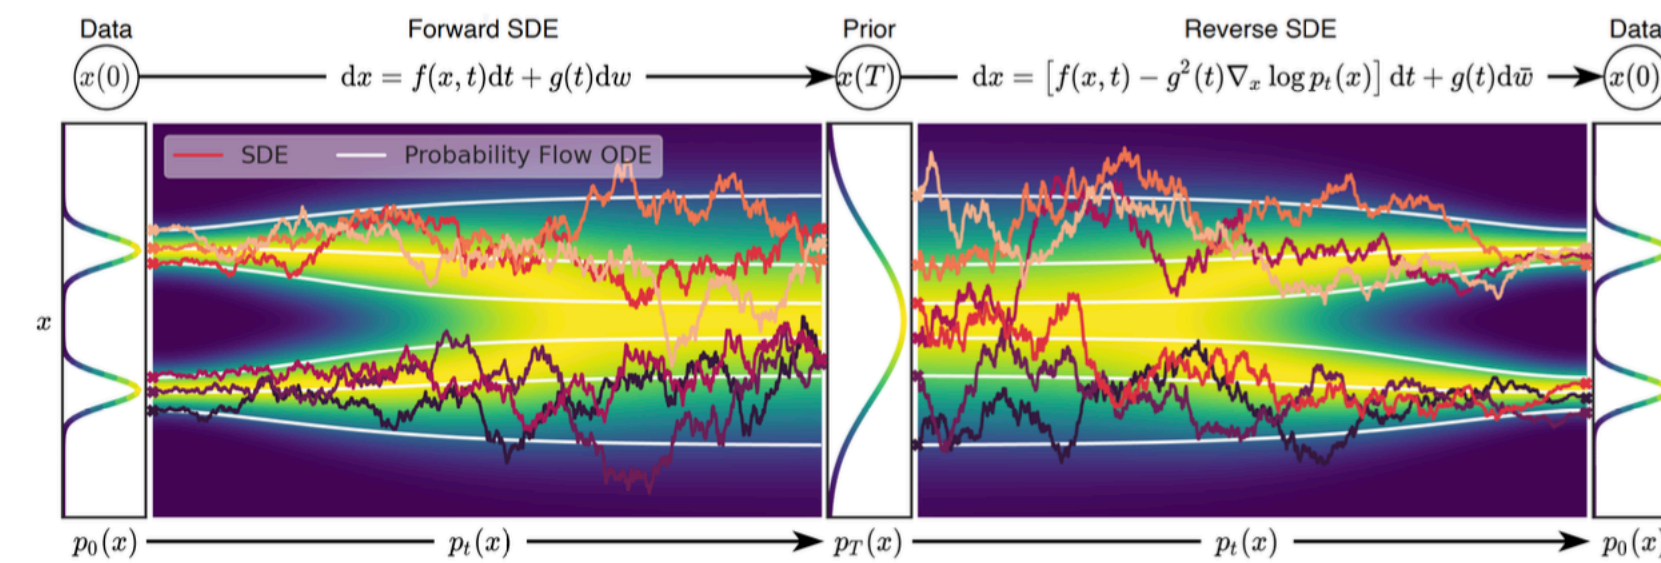 Data Forward SDE Prior Reverse SDE Data
x(0) dx = f(x, t)dt + g(t)dw x(T) dx = [f(x, t) − g²(t)∇ₓ log pₜ(x)] dt + g(t)dw̄ x(0)
SDE Probability Flow ODE
x
p₀(x) pₜ(x) p_T(x) pₜ(x) p₀(x)